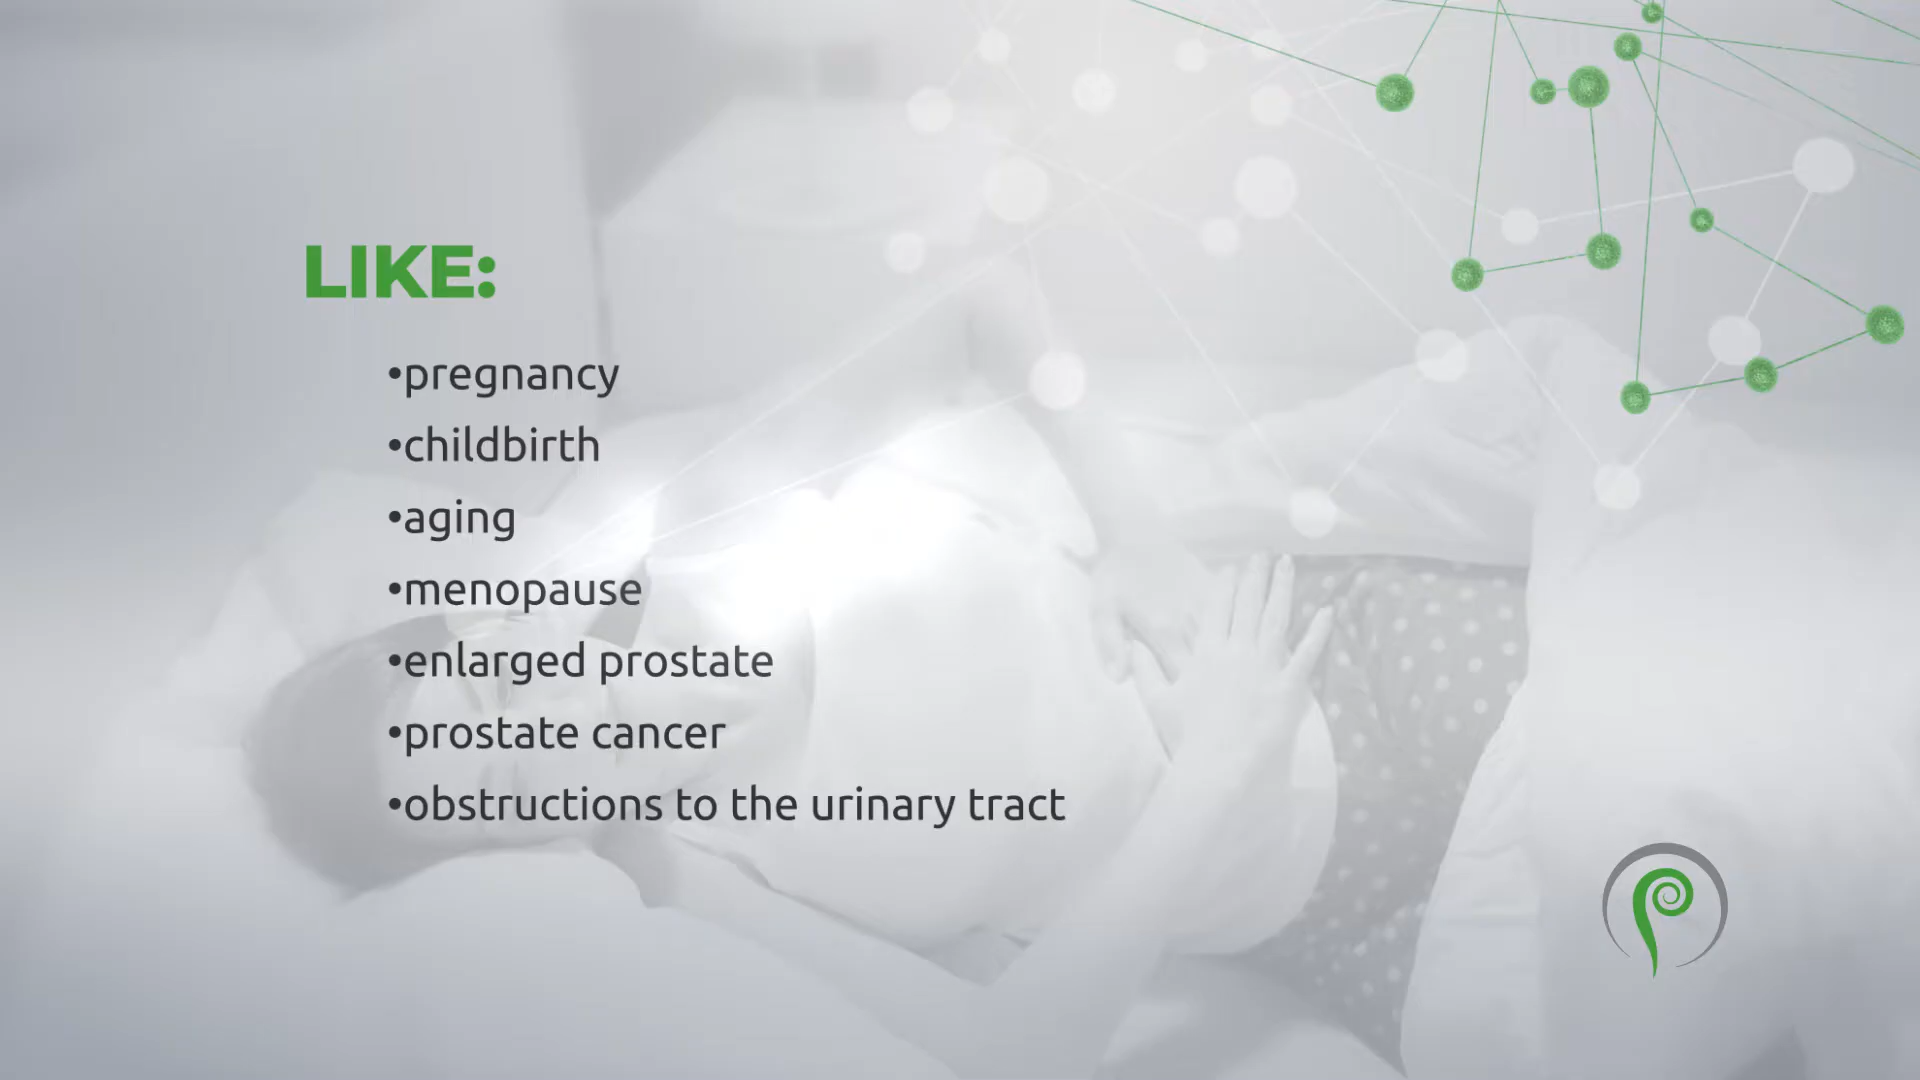 LIKE:
•pregnancy
•childbirth
•aging
•menopause
•enlarged prostate
•prostate cancer
•obstructions to the urinary tract